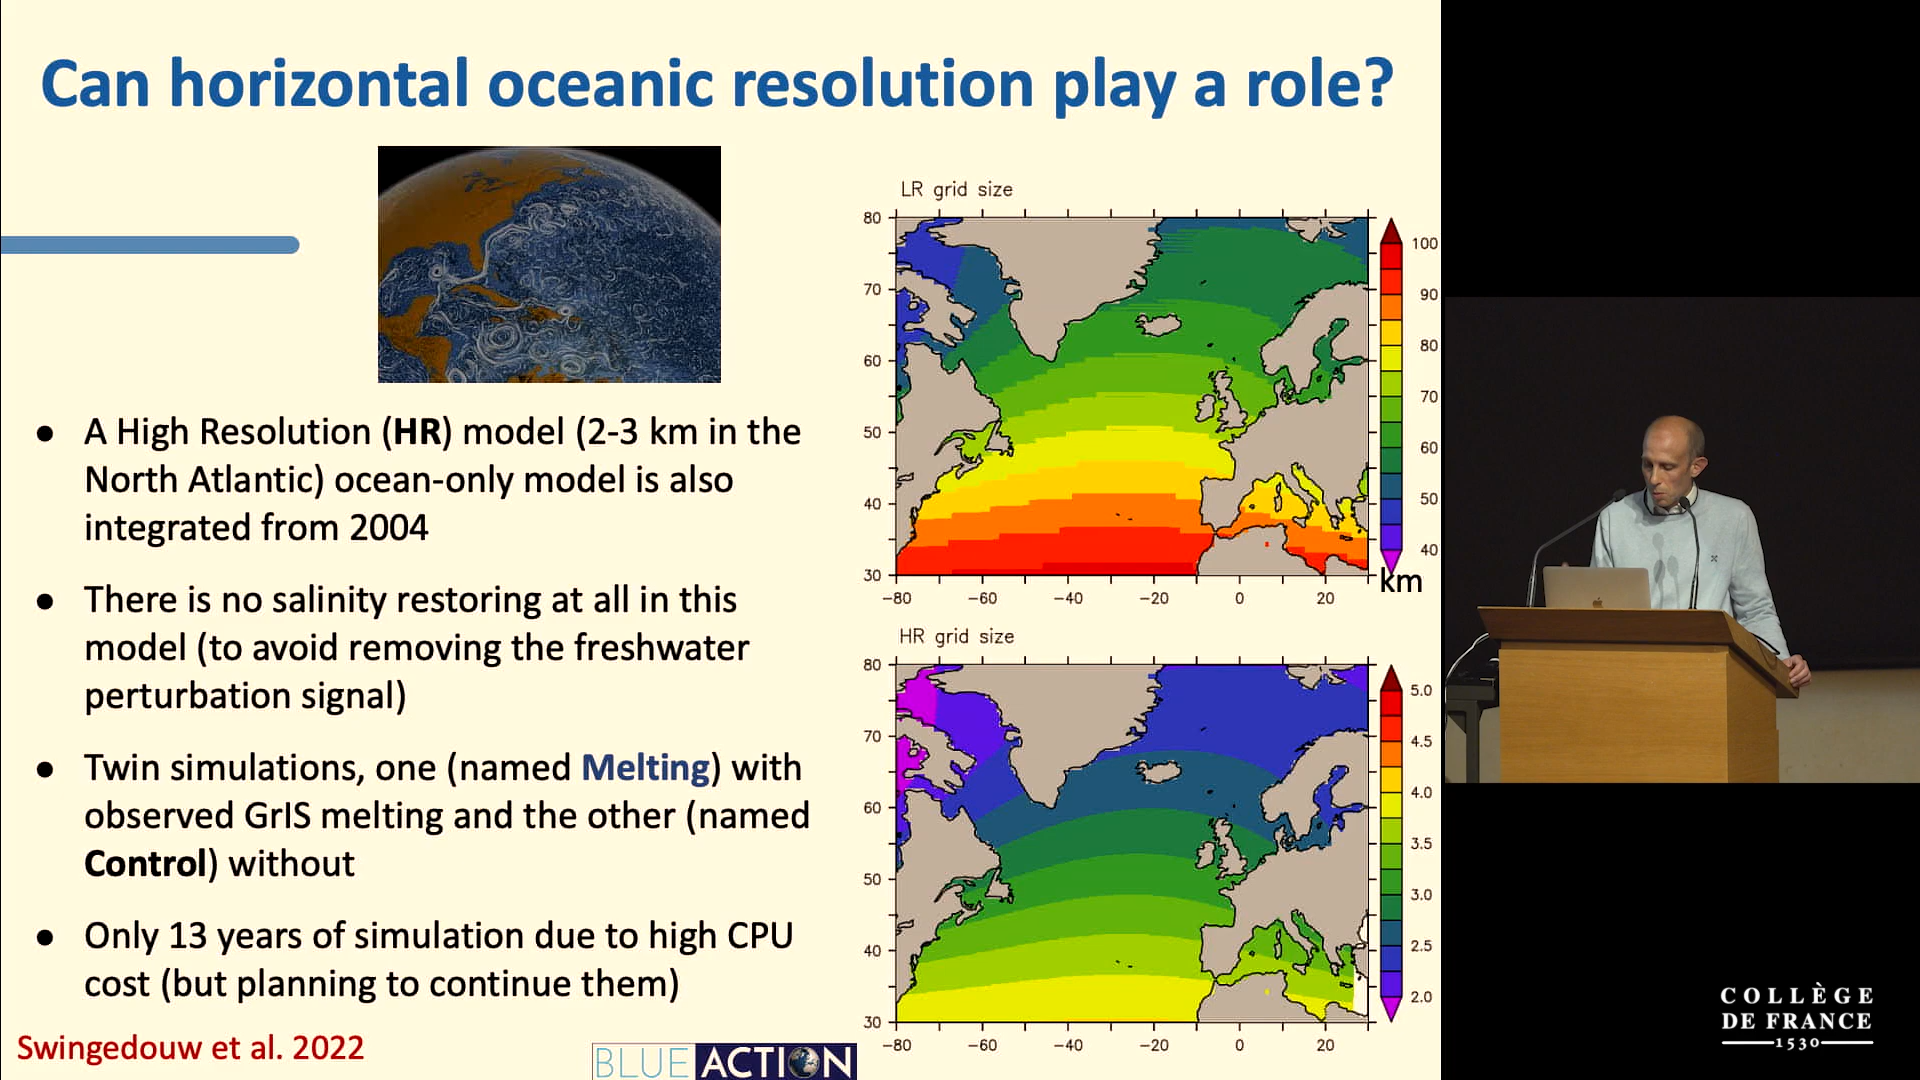 Can horizontal oceanic resolution play a role?
● A High Resolution (HR) model (2-3 km in the
North Atlantic) ocean-only model is also
integrated from 2004
● There is no salinity restoring at all in this
model (to avoid removing the freshwater
perturbation signal)
● Twin simulations, one (named Melting) with
observed GrIS melting and the other (named
Control) without
● Only 13 years of simulation due to high CPU
cost (but planning to continue them)
Swingedouw et al. 2022
BLUE ACTION
LR grid size
80
70
60
50
40
30
-80 -60 -40 -20 0 20
100
90
80
70
60
50
40
km
HR grid size
80
70
60
50
40
30
-80 -60 -40 -20 0 20
5.0
4.5
4.0
3.5
3.0
2.5
2.0
COLLÈGE
DE FRANCE
1530